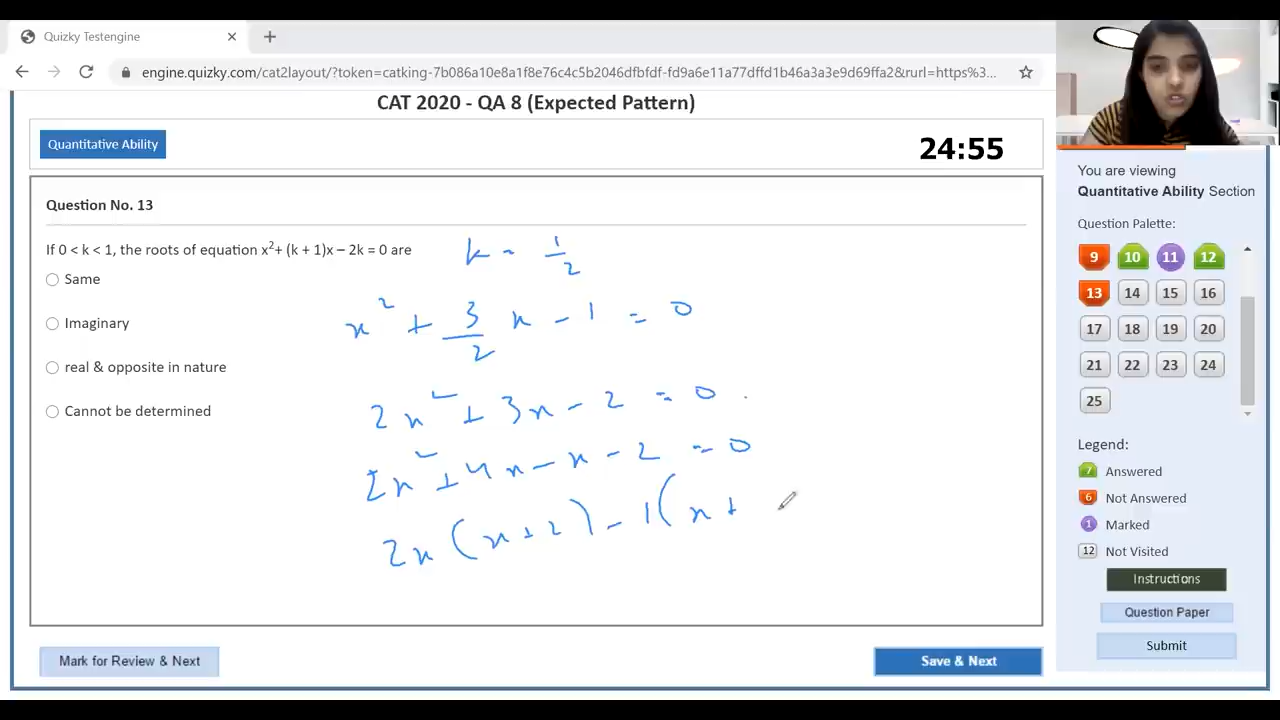 Quizky Testengine
engine.quizky.com/cat2layout/?token=catking-7b086a10e8a1f8e76c4c5b2046dfbfdf-fd9a6e11a77dffd1b46a3a3e9d69ffa2&rurl=https%3...
CAT 2020 - QA 8 (Expected Pattern)
Quantitative Ability
24:55
Question No. 13
If 0 < k < 1, the roots of equation x²+ (k + 1)x – 2k = 0 are
Same
Imaginary
real & opposite in nature
Cannot be determined
k = 1/2
x² + 3/2 x - 1 = 0
2x² + 3x - 2 = 0
2x² + 4x - x - 2 = 0
2x (x+2) - 1(x +
Mark for Review & Next
Save & Next
You are viewing
Quantitative Ability Section
Question Palette:
9 10 11 12
13 14 15 16
17 18 19 20
21 22 23 24
25
Legend:
7 Answered
6 Not Answered
1 Marked
12 Not Visited
Instructions
Question Paper
Submit